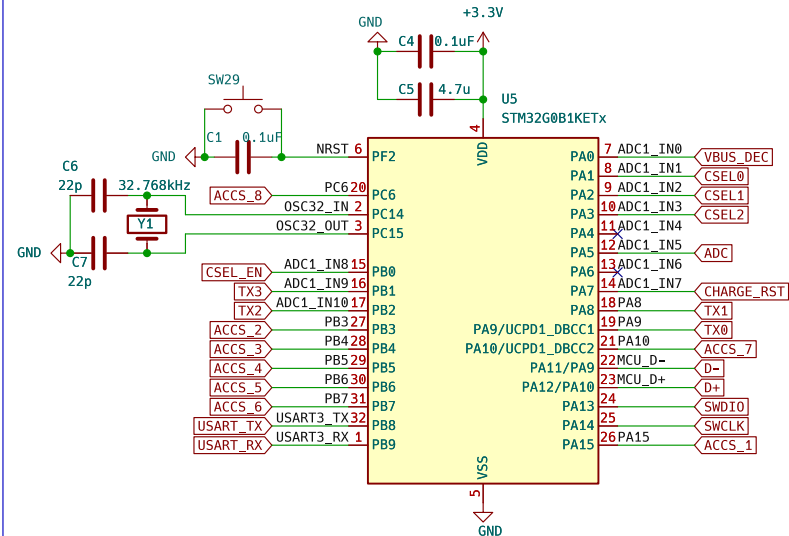 +3.3V
GND
C4 0.1uF
C5 4.7u
SW29
U5
STM32G0B1KETx
C1 0.1uF
GND
4
VDD
NRST 6 PF2
PA0 7 ADC1_IN0 VBUS_DEC
PA1 8 ADC1_IN1 CSEL0
C6
22p
32.768kHz
ACCS_8 PC6 20 PC6
PA2 9 ADC1_IN2 CSEL1
OSC32_IN 2 PC14
PA3 10 ADC1_IN3 CSEL2
Y1
OSC32_OUT 3 PC15
PA4 11 ADC1_IN4
GND
C7
22p
PA5 12 ADC1_IN5 ADC
CSEL_EN ADC1_IN8 15 PB0
PA6 13 ADC1_IN6
TX3 ADC1_IN9 16 PB1
PA7 14 ADC1_IN7 CHARGE_RST
TX2 ADC1_IN10 17 PB2
PA8 18 PA8 TX1
ACCS_2 PB3 27 PB3
PA9/UCPD1_DBCC1 19 PA9 TX0
ACCS_3 PB4 28 PB4
PA10/UCPD1_DBCC2 21 PA10 ACCS_7
ACCS_4 PB5 29 PB5
PA11/PA9 22 MCU_D- D-
ACCS_5 PB6 30 PB6
PA12/PA10 23 MCU_D+ D+
ACCS_6 PB7 31 PB7
PA13 24 SWDIO
USART_TX USART3_TX 32 PB8
PA14 25 SWCLK
USART_RX USART3_RX 1 PB9
PA15 26 PA15 ACCS_1
VSS
5
GND